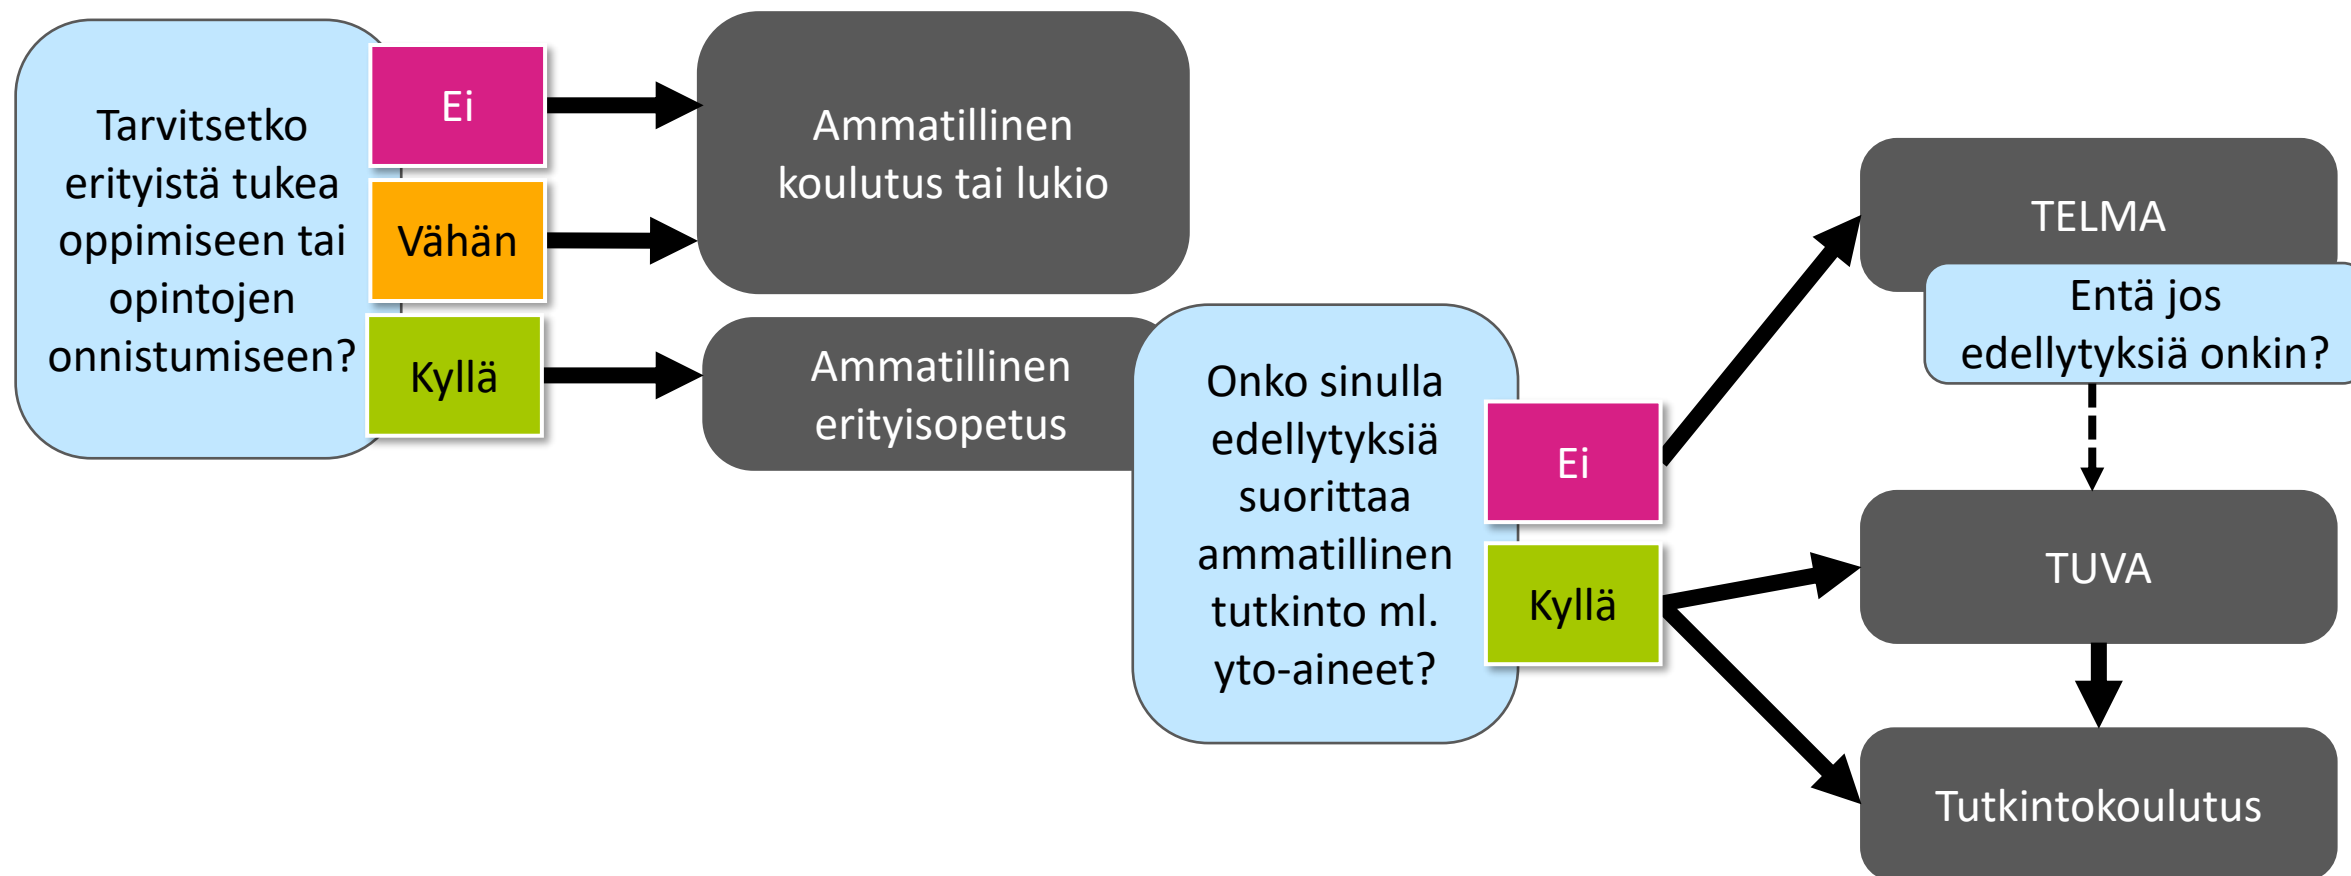 Tarvitsetko
erityistä tukea
oppimiseen tai
opintojen
onnistumiseen?
Ei
Vähän
Kyllä
Ammatillinen
koulutus tai lukio
Ammatillinen
erityisopetus
Onko sinulla
edellytyksiä
suorittaa
ammatillinen
tutkinto ml.
yto-aineet?
Ei
Kyllä
TELMA
Entä jos
edellytyksiä onkin?
TUVA
Tutkintokoulutus